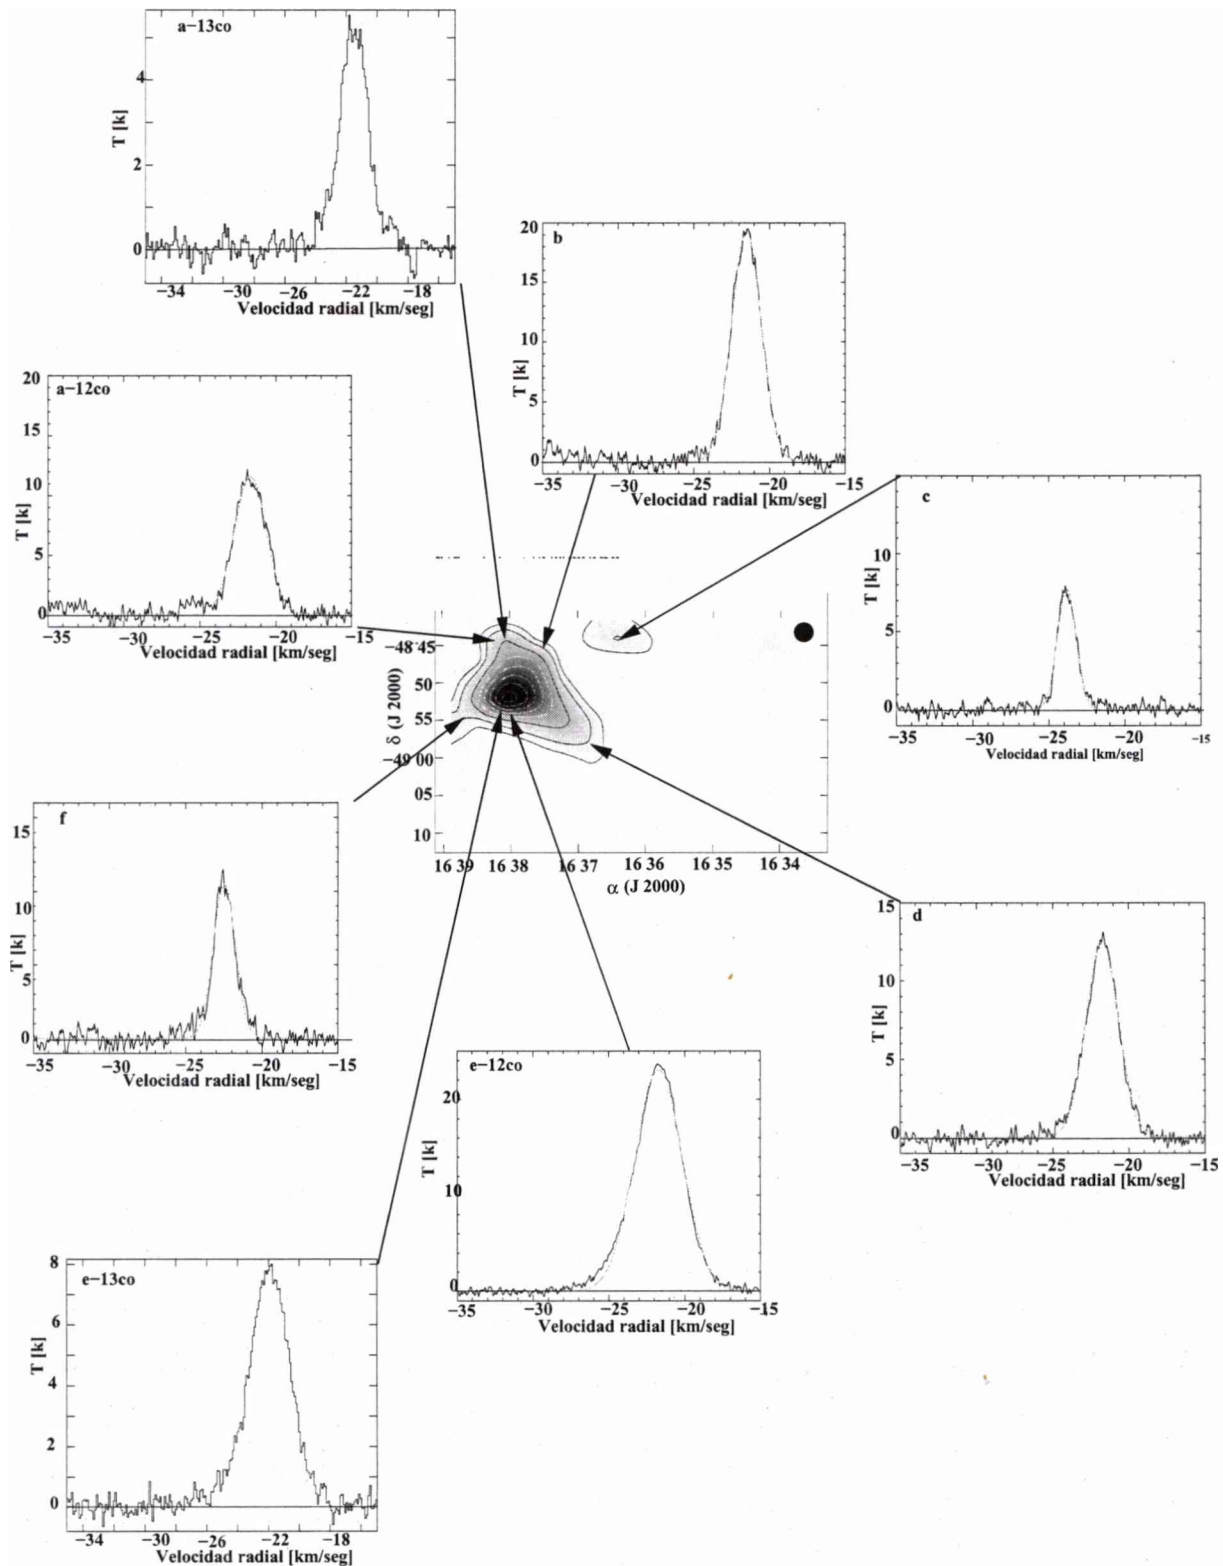 a−13co
4
2
0
T [k]
−34 −30 −26 −22 −18
Velocidad radial [km/seg]
b
20
15
10
5
0
T [k]
−35 −30 −25 −20 −15
Velocidad radial [km/seg]
a−12co
20
15
10
5
0
T [k]
−35 −30 −25 −20 −15
Velocidad radial [km/seg]
c
10
5
0
T [k]
−35 −30 −25 −20 −15
Velocidad radial [km/seg]
−48 45
50
55
−49 00
05
10
δ (J 2000)
16 39 16 38 16 37 16 36 16 35 16 34
α (J 2000)
f
15
10
5
0
T [k]
−35 −30 −25 −20 −15
Velocidad radial [km/seg]
d
15
10
5
0
T [k]
−35 −30 −25 −20 −15
Velocidad radial [km/seg]
e−12co
20
10
0
T [k]
−35 −30 −25 −20 −15
Velocidad radial [km/seg]
e−13co
8
6
4
2
0
T [k]
−34 −30 −26 −22 −18
Velocidad radial [km/seg]